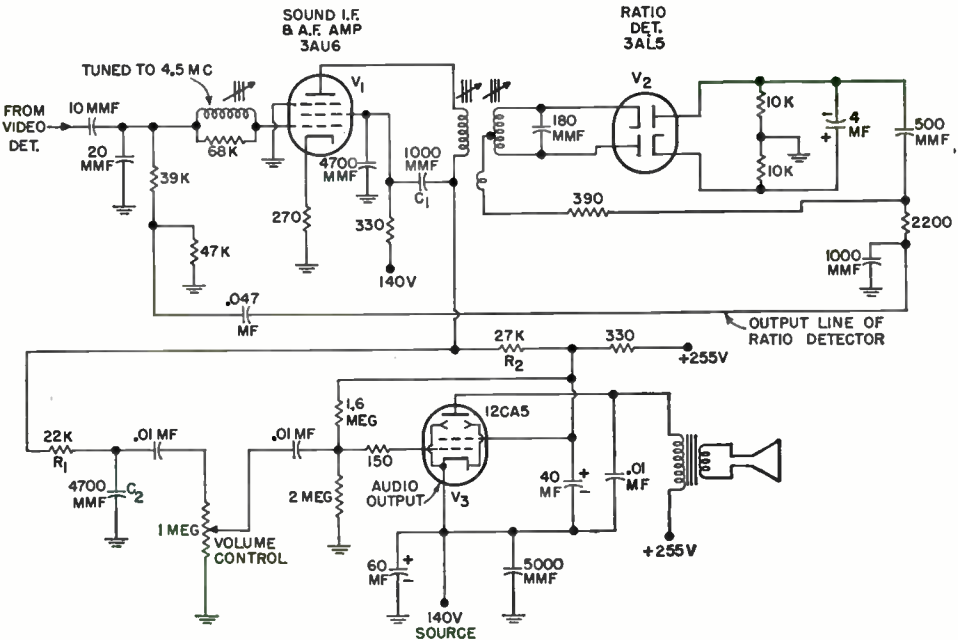 SOUND I.F.
& A.F. AMP
3AU6
RATIO
DET.
3AL5
TUNED TO 4.5 MC
V1
V2
FROM
VIDEO
DET.
10 MMF
20
MMF
68K
39K
47K
270
4700
MMF
1000
MMF
C1
330
140V
180
MMF
10K
10K
-
+
4
MF
500
MMF
390
2200
1000
MMF
.047
MF
OUTPUT LINE OF
RATIO DETECTOR
27K
R2
330
+255V
1.6
MEG
12CA5
22K
R1
.01 MF
.01 MF
150
4700
MMF
C2
2 MEG
AUDIO
OUTPUT
V3
40
MF
+
-
.01
MF
1 MEG
VOLUME
CONTROL
+255V
60
MF
+
-
5000
MMF
140V
SOURCE